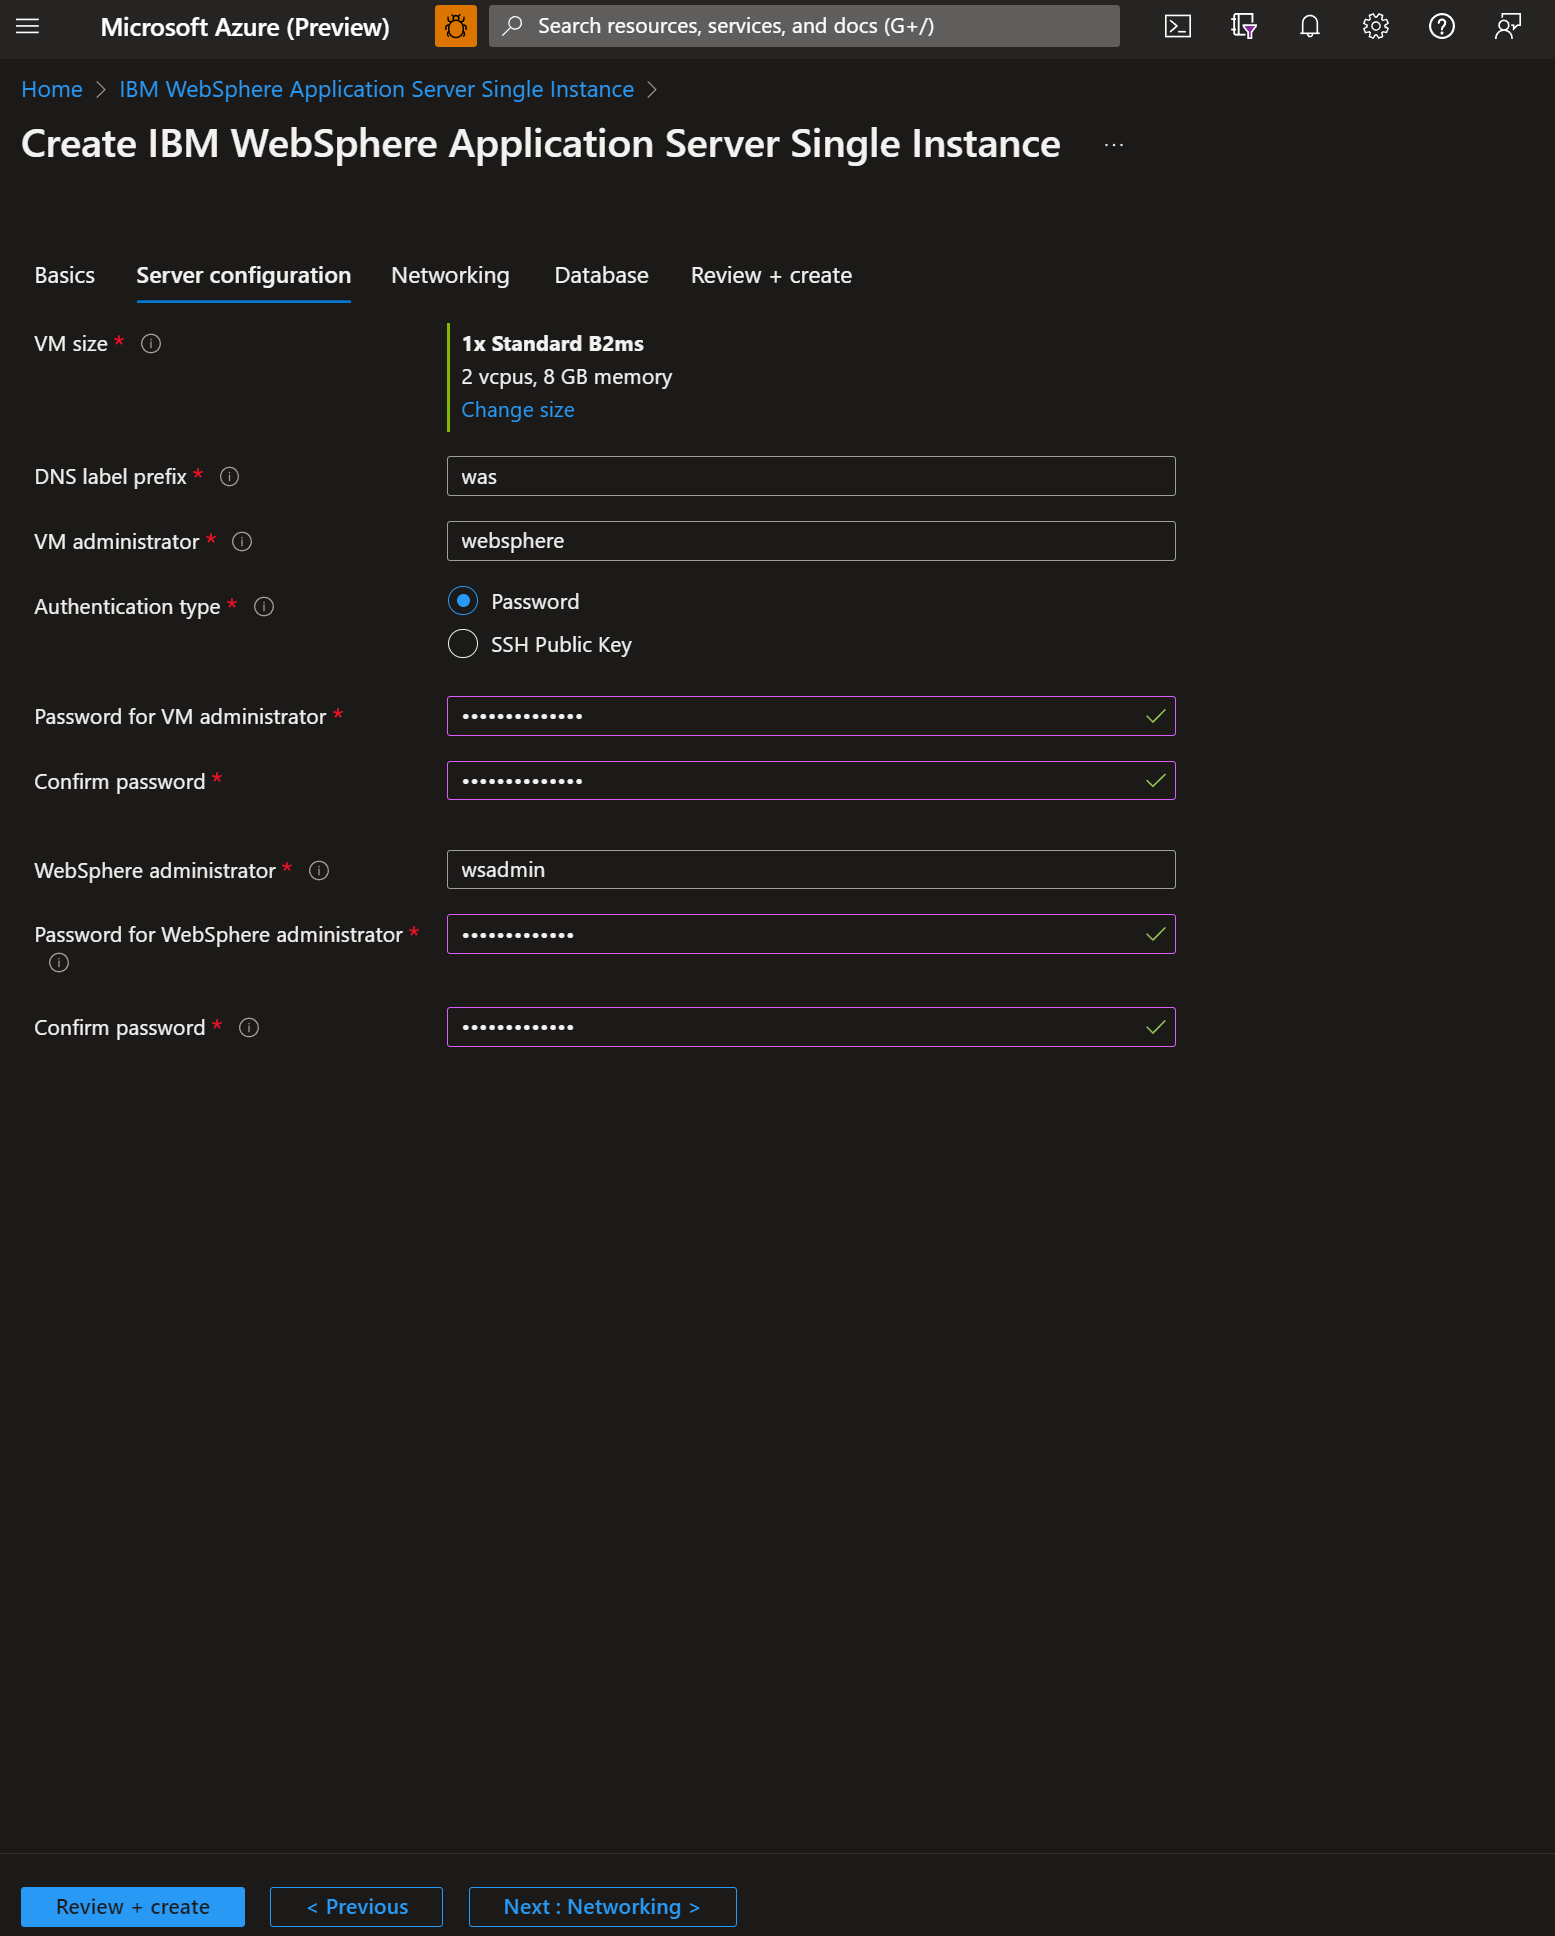 Microsoft Azure (Preview)
Search resources, services, and docs (G+/)
Home > IBM WebSphere Application Server Single Instance >
Create IBM WebSphere Application Server Single Instance ...
Basics Server configuration Networking Database Review + create
VM size *
1x Standard B2ms
2 vcpus, 8 GB memory
Change size
DNS label prefix *
was
VM administrator *
websphere
Authentication type *
Password
SSH Public Key
Password for VM administrator *
••••••••••••••
Confirm password *
••••••••••••••
WebSphere administrator *
wsadmin
Password for WebSphere administrator *
•••••••••••••
Confirm password *
•••••••••••••
Review + create
< Previous
Next : Networking >